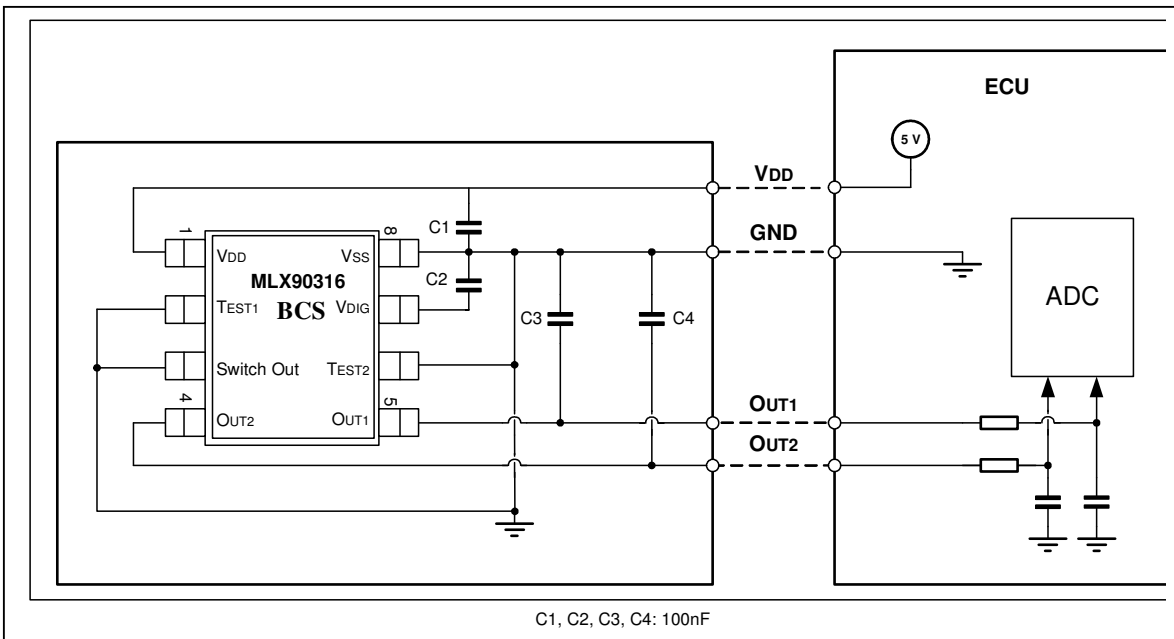 ECU
5 V
VDD
GND
C1
C2
C3
C4
1
8
VDD
VSS
MLX90316
BCS
TEST1
VDIG
Switch Out
TEST2
4
5
OUT2
OUT1
ADC
OUT1
OUT2
C1, C2, C3, C4: 100nF